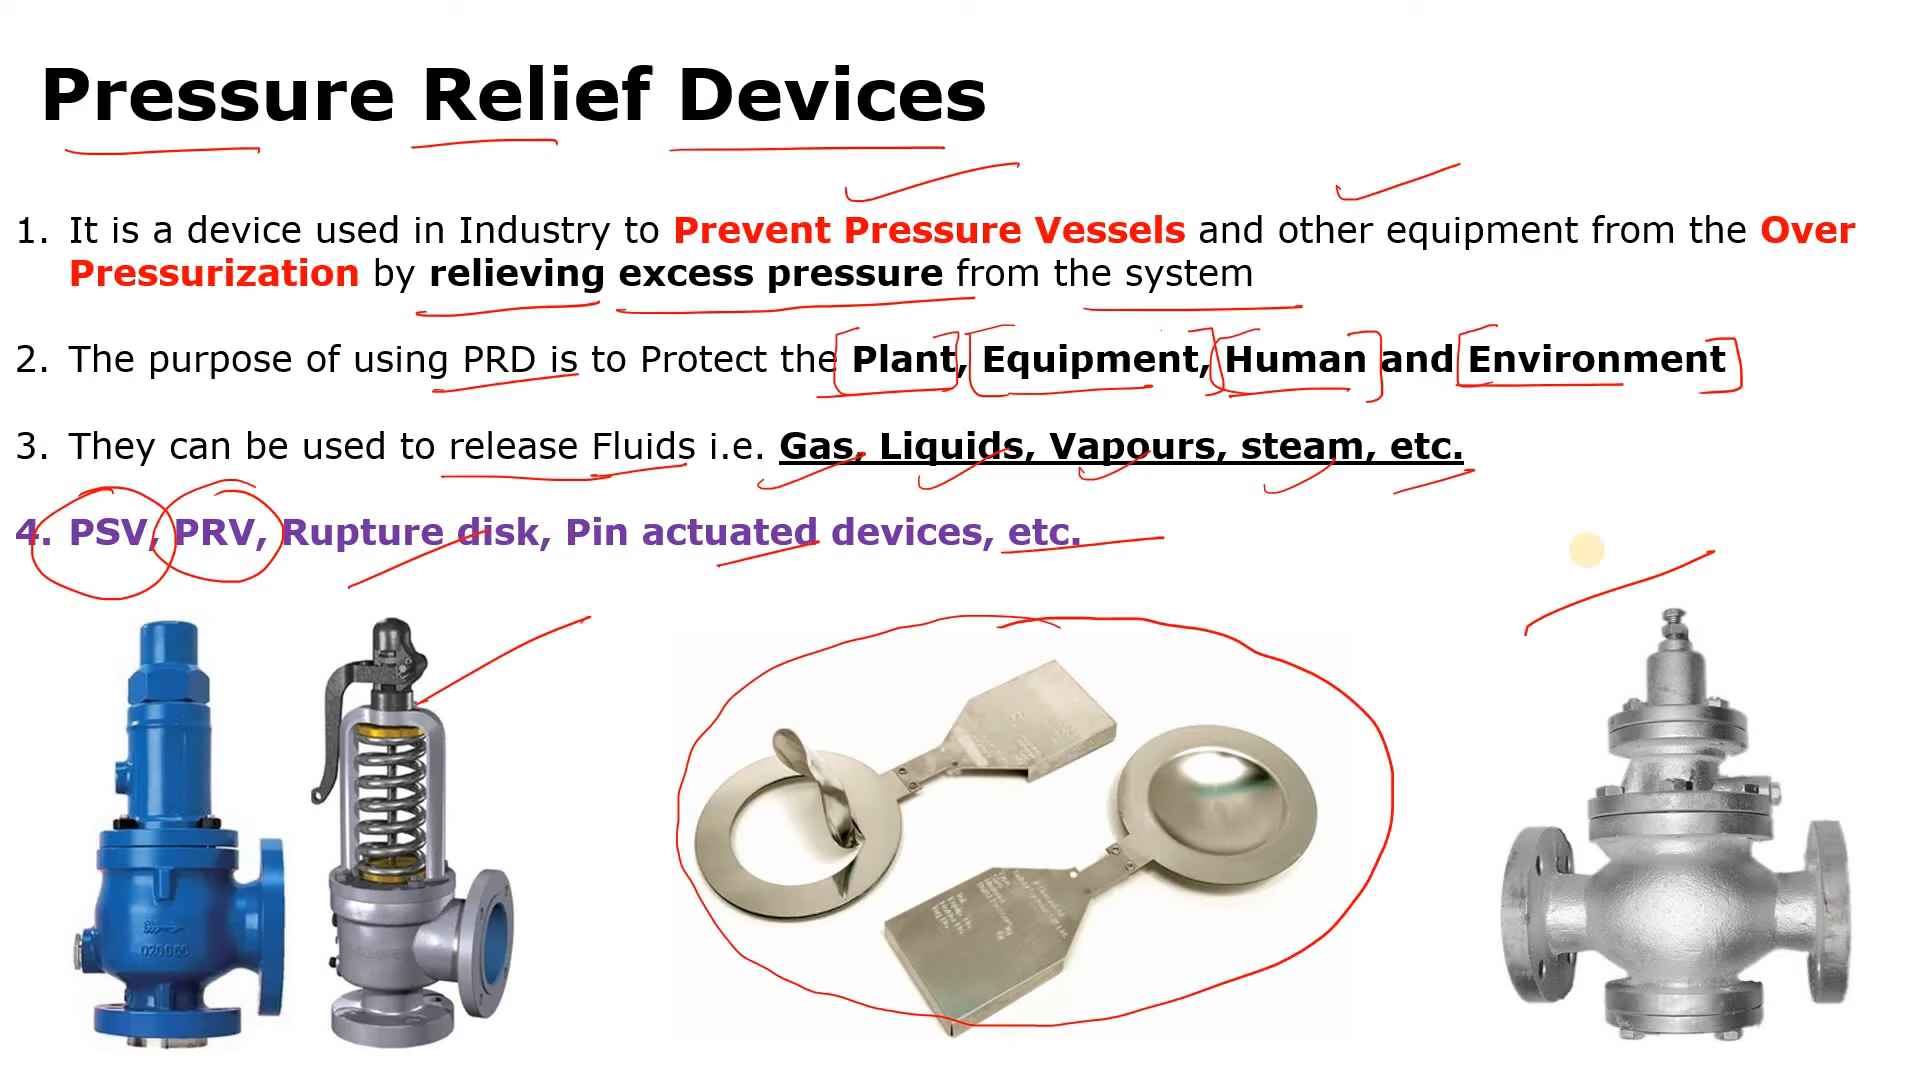 Pressure Relief Devices
1. It is a device used in Industry to Prevent Pressure Vessels and other equipment from the Over
Pressurization by relieving excess pressure from the system
2. The purpose of using PRD is to Protect the Plant, Equipment, Human and Environment
3. They can be used to release Fluids i.e. Gas, Liquids, Vapours, steam, etc.
4. PSV, PRV, Rupture disk, Pin actuated devices, etc.